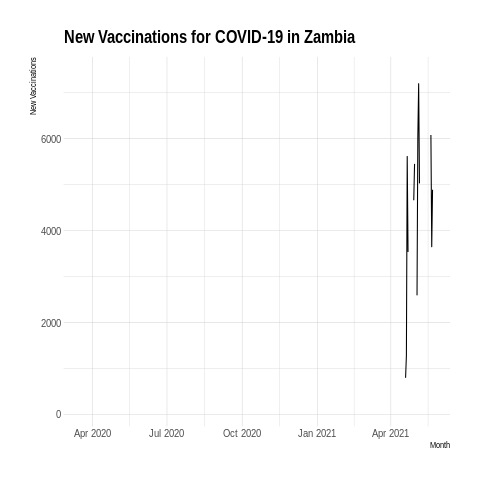 New Vaccinations for COVID-19 in Zambia
New Vaccinations
6000
4000
2000
0
Apr 2020 Jul 2020 Oct 2020 Jan 2021 Apr 2021
Month